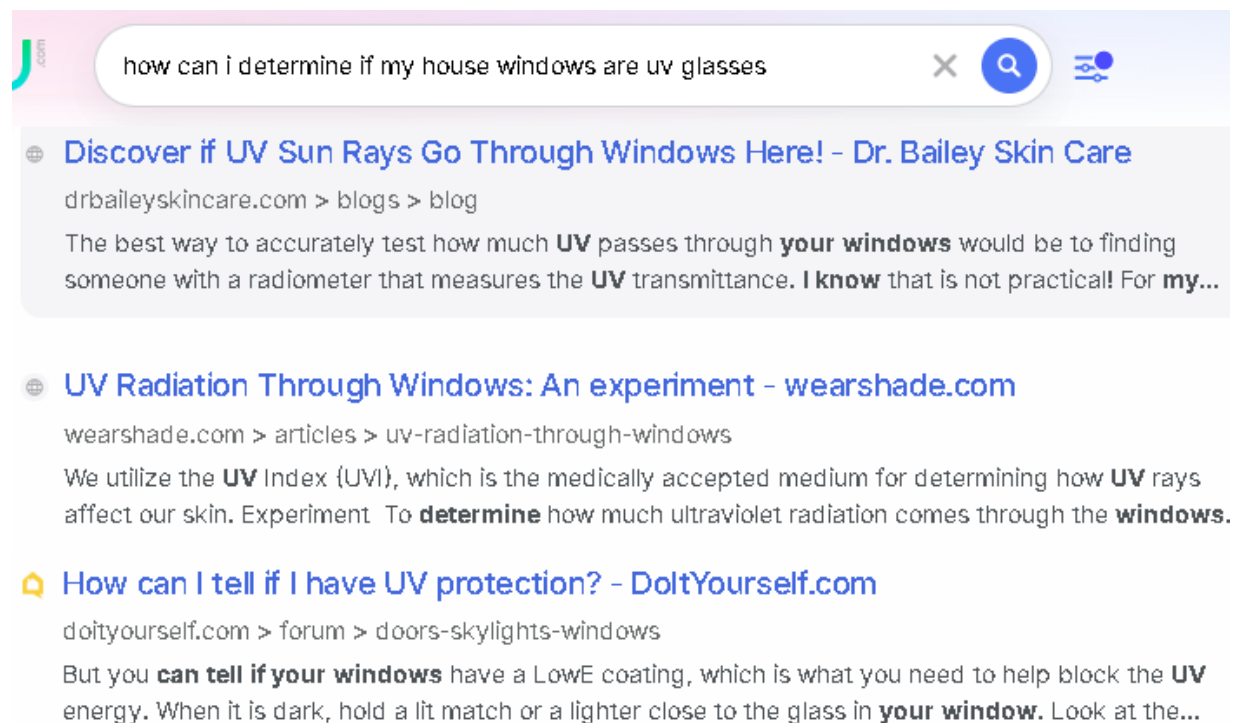 .com
how can i determine if my house windows are uv glasses
Discover if UV Sun Rays Go Through Windows Here! - Dr. Bailey Skin Care
drbaileyskincare.com > blogs > blog
The best way to accurately test how much UV passes through your windows would be to finding
someone with a radiometer that measures the UV transmittance. I know that is not practical! For my...
UV Radiation Through Windows: An experiment - wearshade.com
wearshade.com > articles > uv-radiation-through-windows
We utilize the UV Index (UVI), which is the medically accepted medium for determining how UV rays
affect our skin. Experiment To determine how much ultraviolet radiation comes through the windows.
How can I tell if I have UV protection? - DoItYourself.com
doityourself.com > forum > doors-skylights-windows
But you can tell if your windows have a LowE coating, which is what you need to help block the UV
energy. When it is dark, hold a lit match or a lighter close to the glass in your window. Look at the...